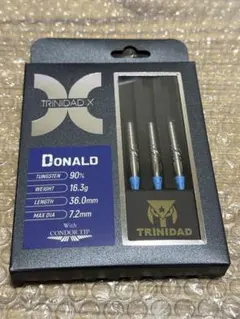 TRINIDAD X
DONALD
TUNGSTEN 90%
WEIGHT 16.3g
LENGTH 36.0mm
MAX DIA 7.2mm
With
CONDOR TIP
TRINIDAD